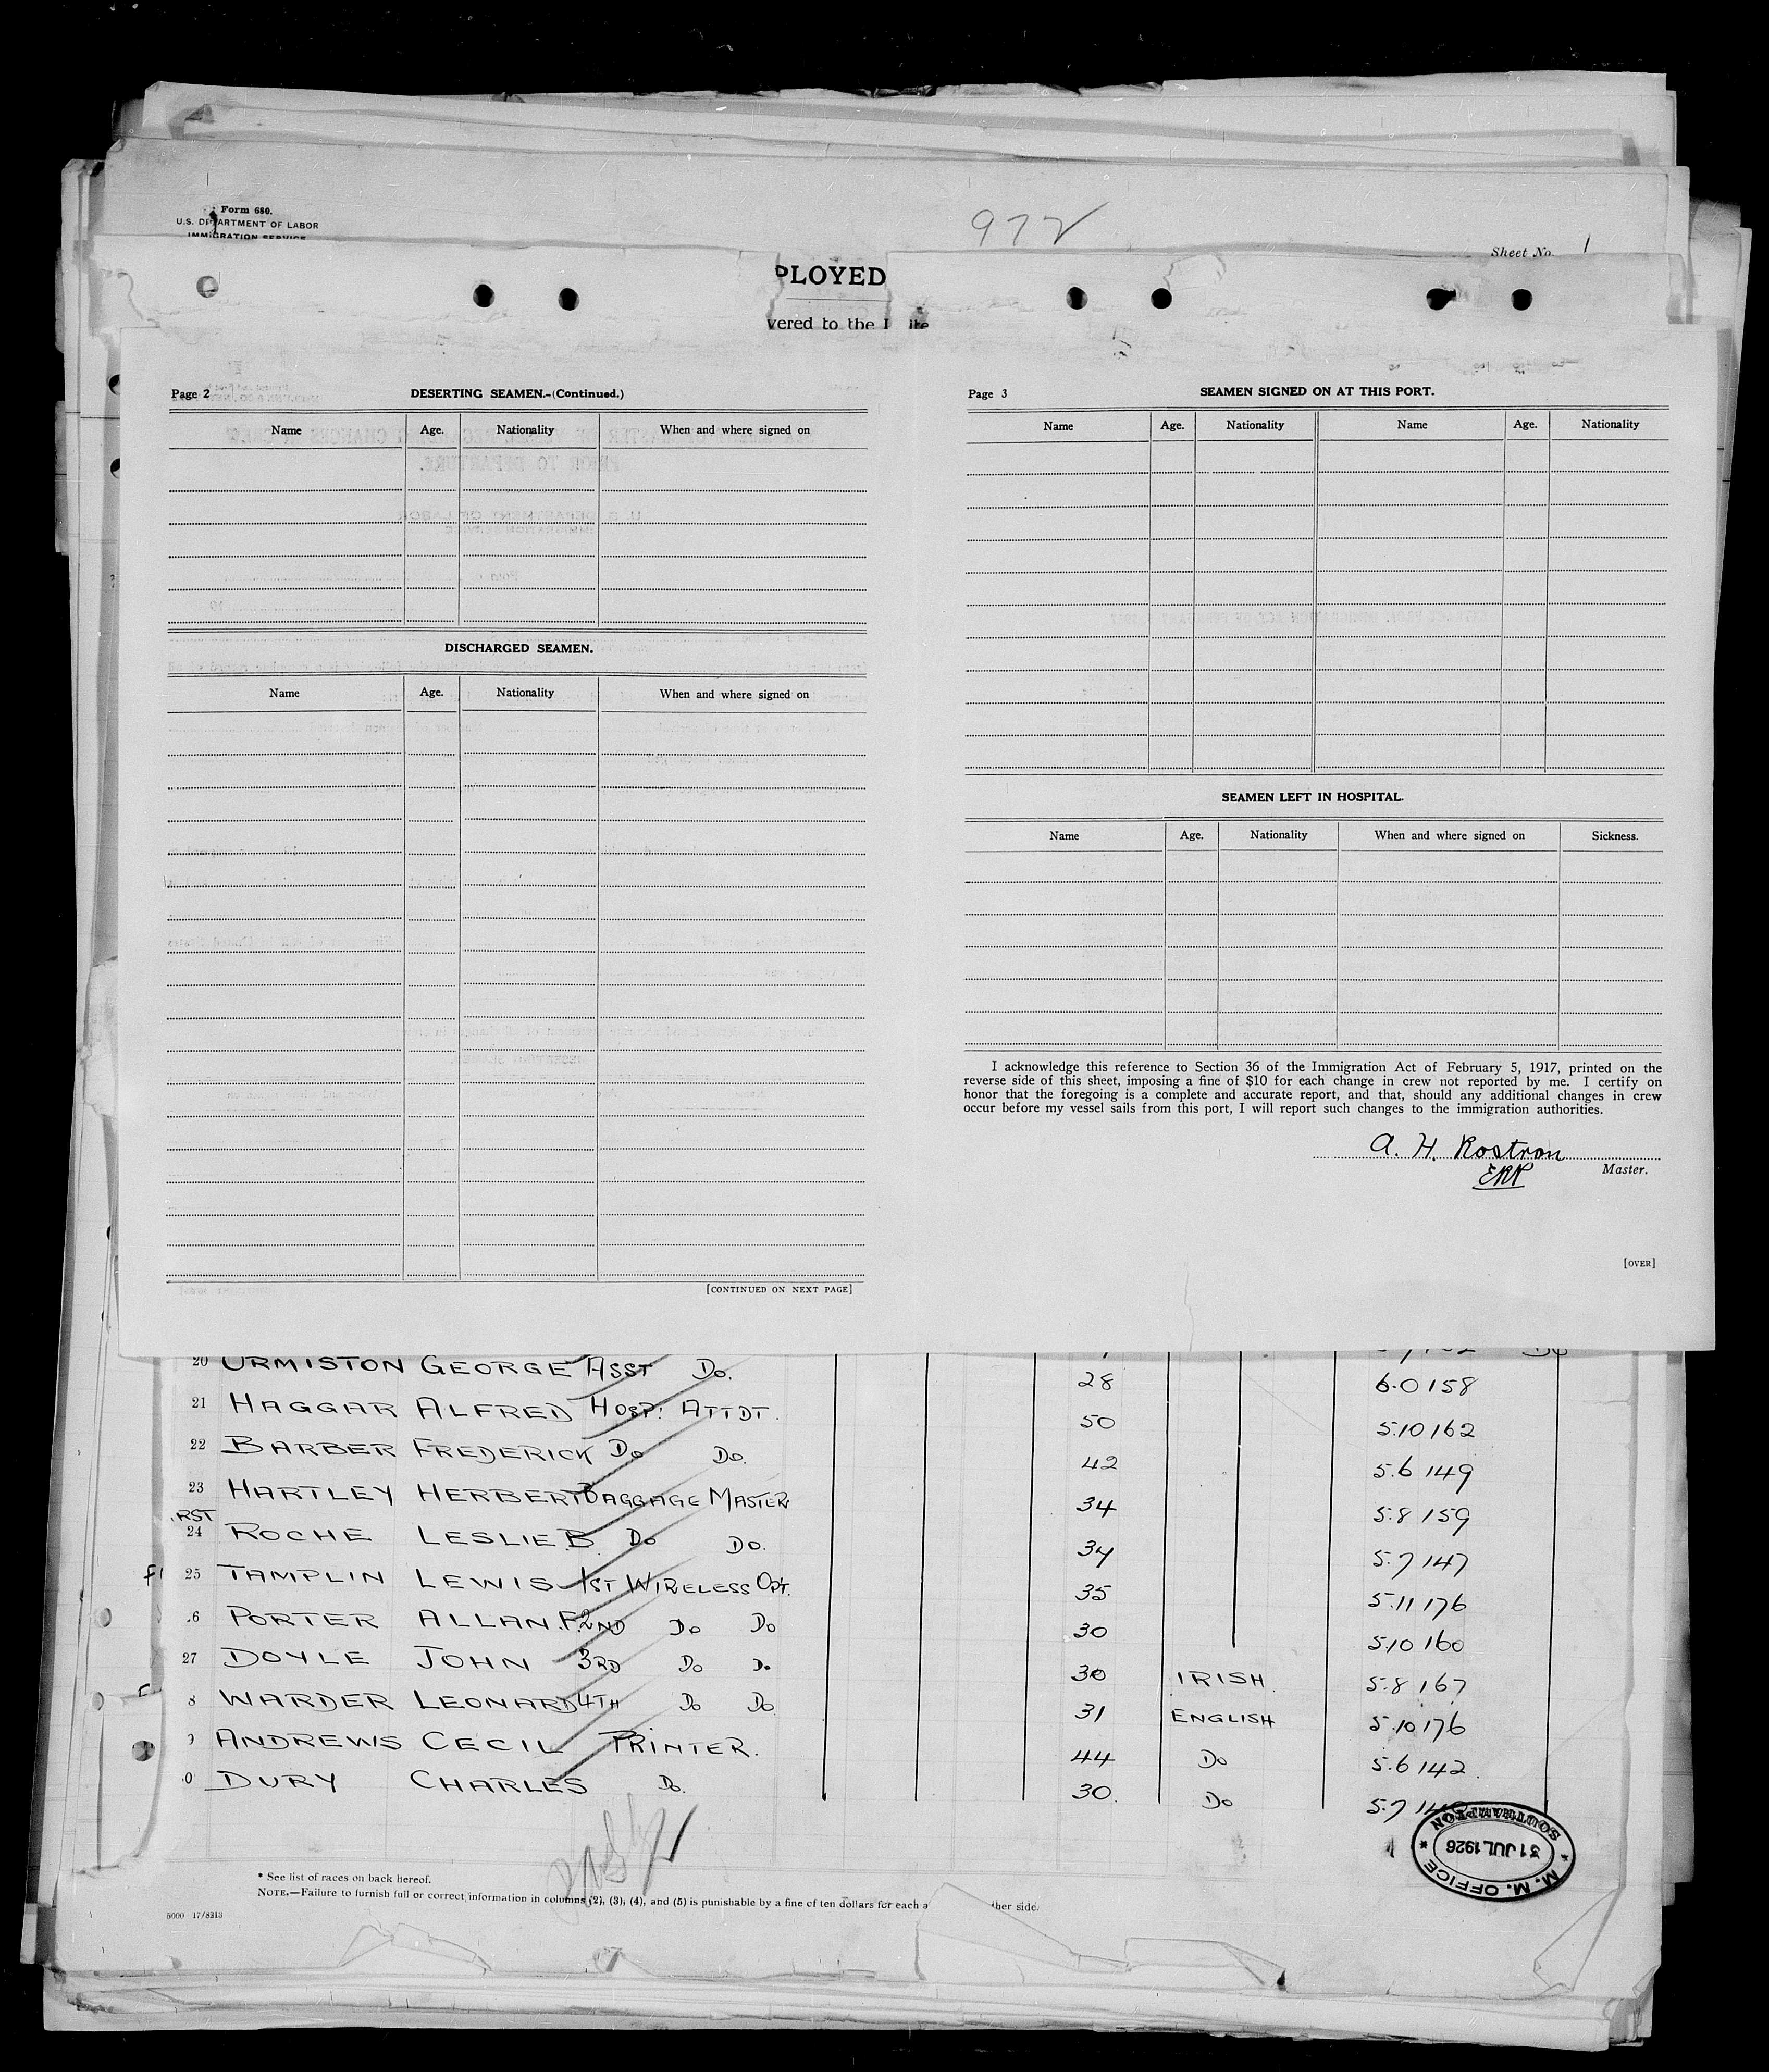 Form 680.
U.S. DEPARTMENT OF LABOR
IMMIGRATION SERVICE
972
Sheet No. 1
PLOYED
vered to the
Page 2
DESERTING SEAMEN.-(Continued.)
Name Age. Nationality When and where signed on
DISCHARGED SEAMEN.
Name Age. Nationality When and where signed on
[CONTINUED ON NEXT PAGE]
Page 3
SEAMEN SIGNED ON AT THIS PORT.
Name Age. Nationality Name Age. Nationality
SEAMEN LEFT IN HOSPITAL.
Name Age. Nationality When and where signed on Sickness.
I acknowledge this reference to Section 36 of the Immigration Act of February 5, 1917, printed on the
reverse side of this sheet, imposing a fine of $10 for each change in crew not reported by me. I certify on
honor that the foregoing is a complete and accurate report, and that, should any additional changes in crew
occur before my vessel sails from this port, I will report such changes to the immigration authorities.
A. H. Rostron
Master.
[OVER]
20 URMISTON GEORGE ASST Do. 28 6.0 158
21 HAGGAR ALFRED HOSP: ATTDT. 50 5.10 162
22 BARBER FREDERICK Do Do. 42 5.6 149
23 HARTLEY HERBERT BAGGAGE MASTER 34 5.8 159
RST
24 ROCHE LESLIE.B. Do Do. 34 5.7 147
25 TAMPLIN LEWIS 1ST WIRELESS OPT. 35 5.11 176
6 PORTER ALLAN.F. 2ND Do Do 30 5.10 160
27 DOYLE JOHN 3RD Do Do 30 IRISH. 5.8 167
8 WARDER LEONARD 4TH Do Do 31 ENGLISH 5.10 176
9 ANDREWS CECIL PRINTER. 44 Do 5.6 142.
0 DURY CHARLES Do. 30. Do 5.7
M. M. OFFICE
31 JUL 1926
SOUTHAMPTON
* See list of races on back hereof.
NOTE.—Failure to furnish full or correct information in columns (2), (3), (4), and (5) is punishable by a fine of ten dollars for each a ther side.
5000 17/8213